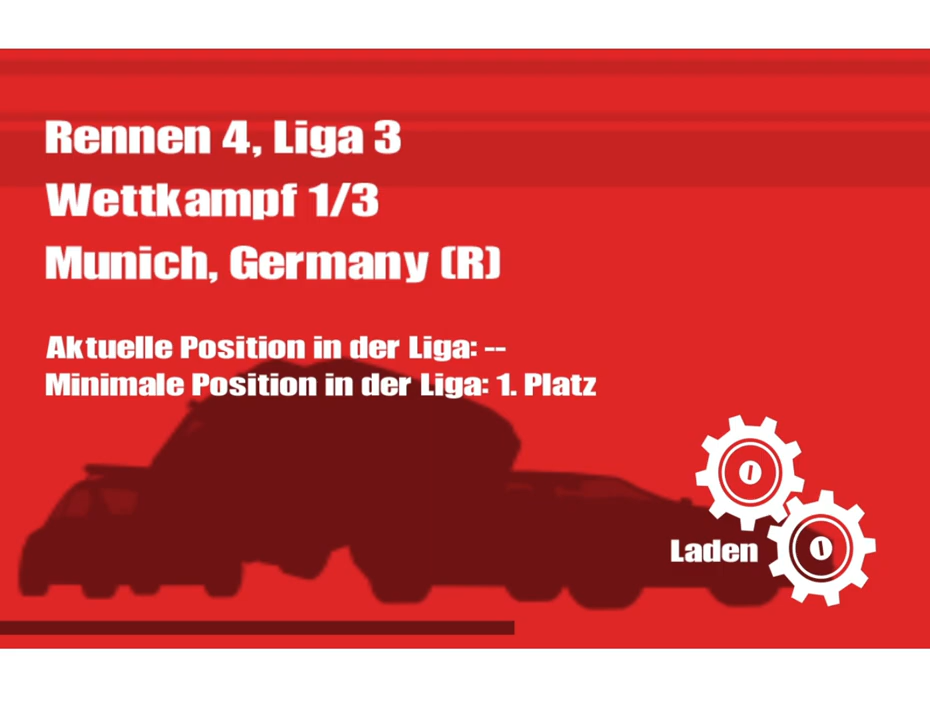 Rennen 4, Liga 3
Wettkampf 1/3
Munich, Germany (R)
Aktuelle Position in der Liga: --
Minimale Position in der Liga: 1. Platz
Laden